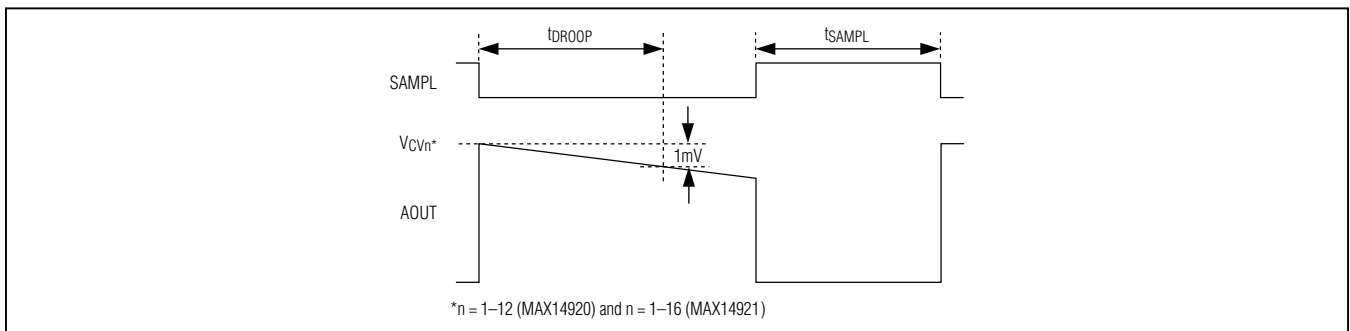 tDROOP
tSAMPL
SAMPL
VCVn*
1mV
AOUT
*n = 1–12 (MAX14920) and n = 1–16 (MAX14921)